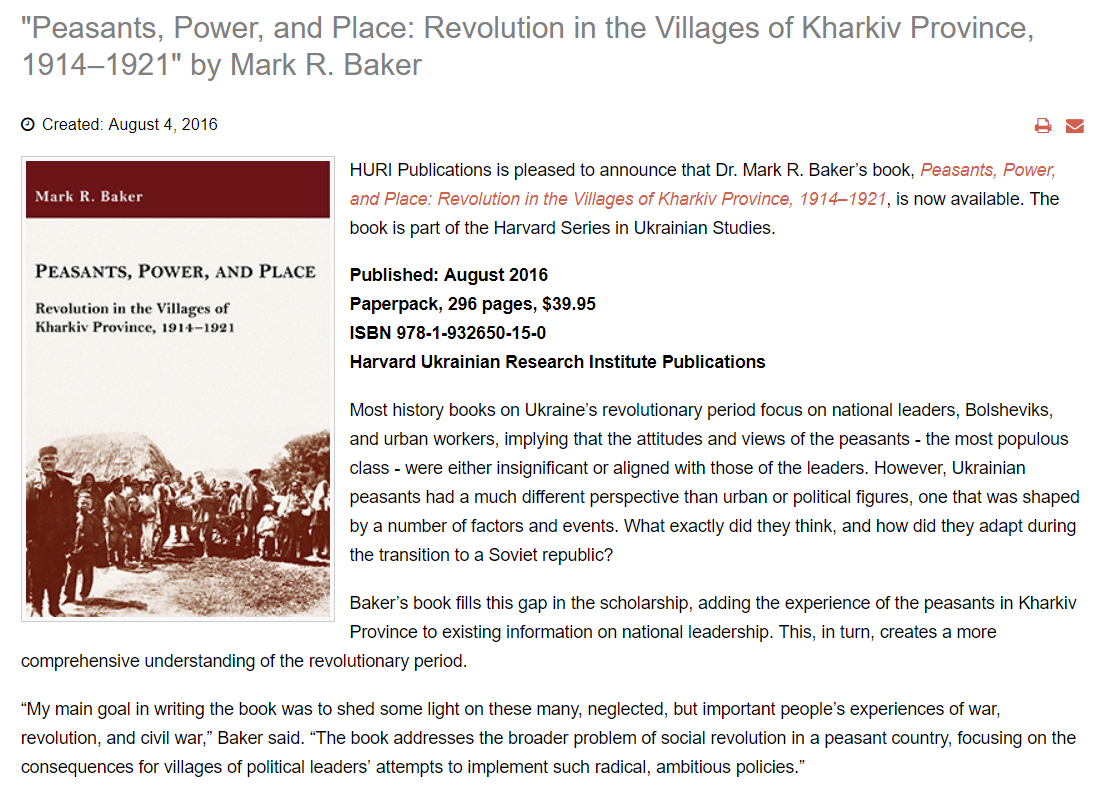 "Peasants, Power, and Place: Revolution in the Villages of Kharkiv Province,
1914–1921" by Mark R. Baker
Created: August 4, 2016
Mark R. Baker
PEASANTS, POWER, AND PLACE
Revolution in the Villages of
Kharkiv Province, 1914–1921
HURI Publications is pleased to announce that Dr. Mark R. Baker’s book, Peasants, Power,
and Place: Revolution in the Villages of Kharkiv Province, 1914–1921, is now available. The
book is part of the Harvard Series in Ukrainian Studies.
Published: August 2016
Paperpack, 296 pages, $39.95
ISBN 978-1-932650-15-0
Harvard Ukrainian Research Institute Publications
Most history books on Ukraine’s revolutionary period focus on national leaders, Bolsheviks,
and urban workers, implying that the attitudes and views of the peasants - the most populous
class - were either insignificant or aligned with those of the leaders. However, Ukrainian
peasants had a much different perspective than urban or political figures, one that was shaped
by a number of factors and events. What exactly did they think, and how did they adapt during
the transition to a Soviet republic?
Baker’s book fills this gap in the scholarship, adding the experience of the peasants in Kharkiv
Province to existing information on national leadership. This, in turn, creates a more
comprehensive understanding of the revolutionary period.
“My main goal in writing the book was to shed some light on these many, neglected, but important people’s experiences of war,
revolution, and civil war,” Baker said. “The book addresses the broader problem of social revolution in a peasant country, focusing on the
consequences for villages of political leaders’ attempts to implement such radical, ambitious policies.”